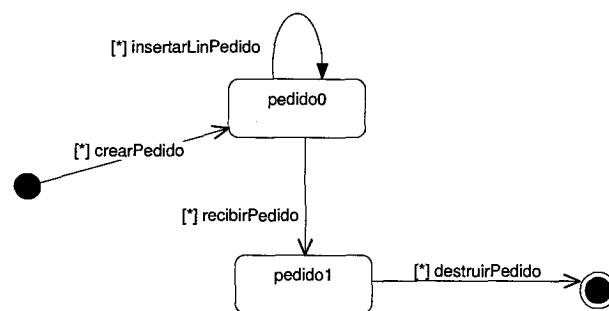 [*] insertarLinPedido
pedido0
[*] crearPedido
[*] recibirPedido
pedido1
[*] destruirPedido